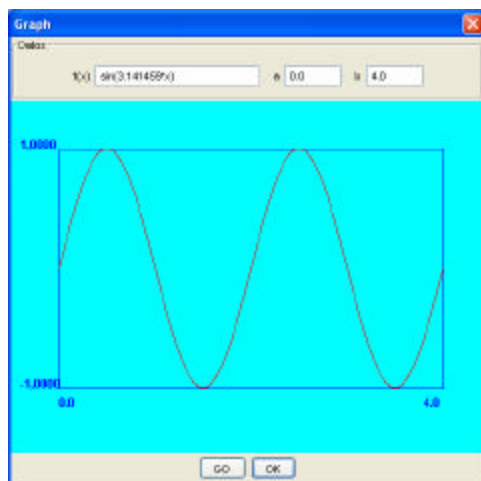 Graph
Datos
f(x) sin(3.141459*x) a 0.0 b 4.0
1,0000
-1,0000
0.0 4.0
GO OK